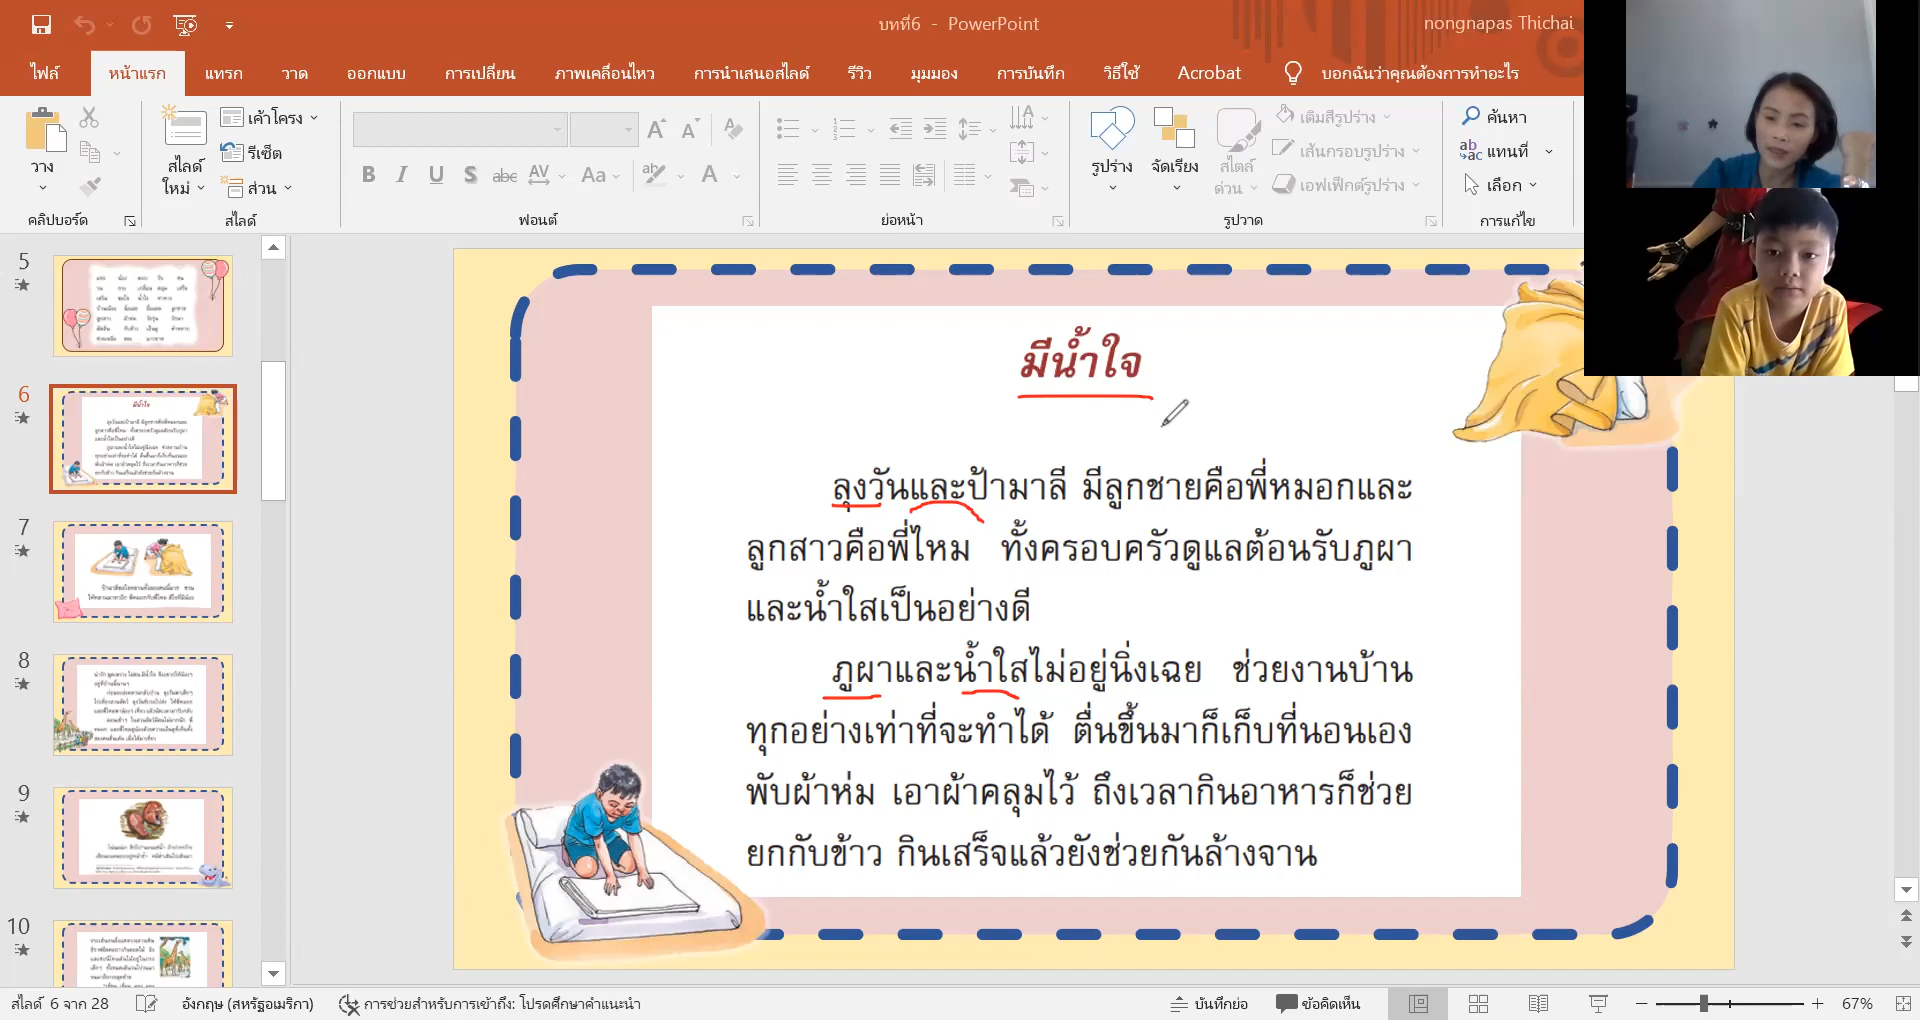 บทที่6 - PowerPoint
nongnapas Thichai
ไฟล์ หน้าแรก แทรก วาด ออกแบบ การเปลี่ยน ภาพเคลื่อนไหว การนำเสนอสไลด์ รีวิว มุมมอง การบันทึก วิธีใช้ Acrobat บอกฉันว่าคุณต้องการทำอะไร
วาง
คลิปบอร์ด
สไลด์ใหม่
เค้าโครง
รีเซ็ต
ส่วน
สไลด์
B I U S abc AV Aa A
ฟอนต์
ย่อหน้า
รูปร่าง
จัดเรียง
สไตล์ด่วน
เติมสีรูปร่าง
เส้นกรอบรูปร่าง
เอฟเฟ็กต์รูปร่าง
รูปวาด
ค้นหา
แทนที่
เลือก
การแก้ไข
5
6
7
8
9
10
มีน้ำใจ
ลุงวันและป้ามาลี มีลูกชายคือพี่หมอกและ
ลูกสาวคือพี่ไหม ทั้งครอบครัวดูแลต้อนรับภูผา
และน้ำใสเป็นอย่างดี
ภูผาและน้ำใสไม่อยู่นิ่งเฉย ช่วยงานบ้าน
ทุกอย่างเท่าที่จะทำได้ ตื่นขึ้นมาก็เก็บที่นอนเอง
พับผ้าห่ม เอาผ้าคลุมไว้ ถึงเวลากินอาหารก็ช่วย
ยกกับข้าว กินเสร็จแล้วยังช่วยกันล้างจาน
สไลด์ 6 จาก 28 อังกฤษ (สหรัฐอเมริกา) การช่วยสำหรับการเข้าถึง: โปรดศึกษาคำแนะนำ บันทึกย่อ ข้อคิดเห็น 67%